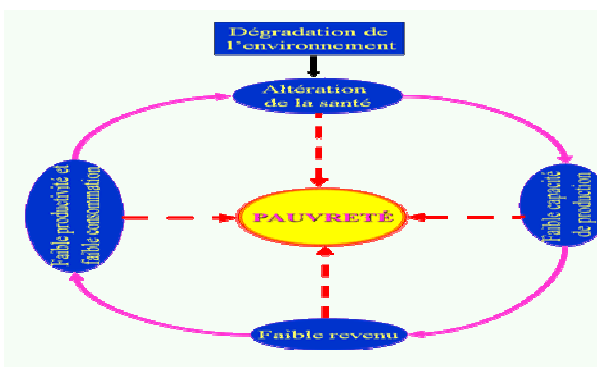 Dégradation de
l'environnement
Altération
de la santé
Faible productivité et
faible consommation
PAUVRETÉ
Faible capacité
de production
Faible revenu